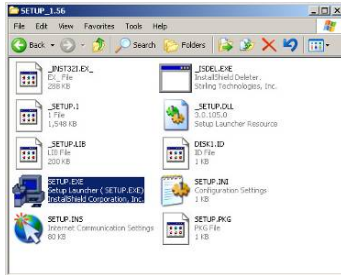 SETUP_1.56
File Edit View Favorites Tools Help
Back Search Folders
_INST32I.EX_
EX_ File
288 KB
_ISDEL.EXE
InstallShield Deleter.
Stirling Technologies, Inc.
_SETUP.1
1 File
1,548 KB
_SETUP.DLL
3.0.105.0
Setup Launcher Resource
_SETUP.LIB
LIB File
200 KB
DISK1.ID
ID File
1 KB
SETUP.EXE
Setup Launcher ( SETUP.EXE)
InstallShield Corporation, Inc.
SETUP.INI
Configuration Settings
1 KB
SETUP.INS
Internet Communication Settings
80 KB
SETUP.PKG
PKG File
1 KB